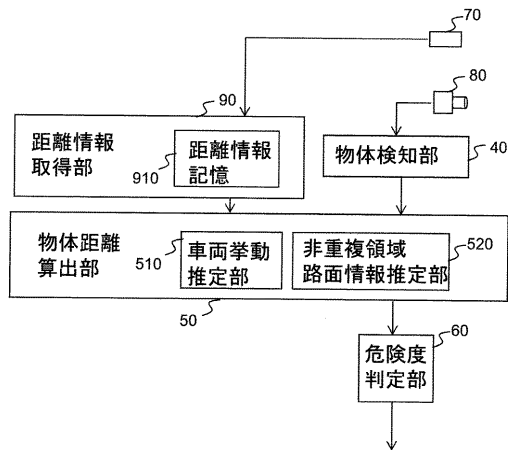 70
80
90
距離情報
取得部
910
距離情報
記憶
物体検知部
40
物体距離
算出部
510
車両挙動
推定部
非重複領域
路面情報推定部
520
50
60
危険度
判定部